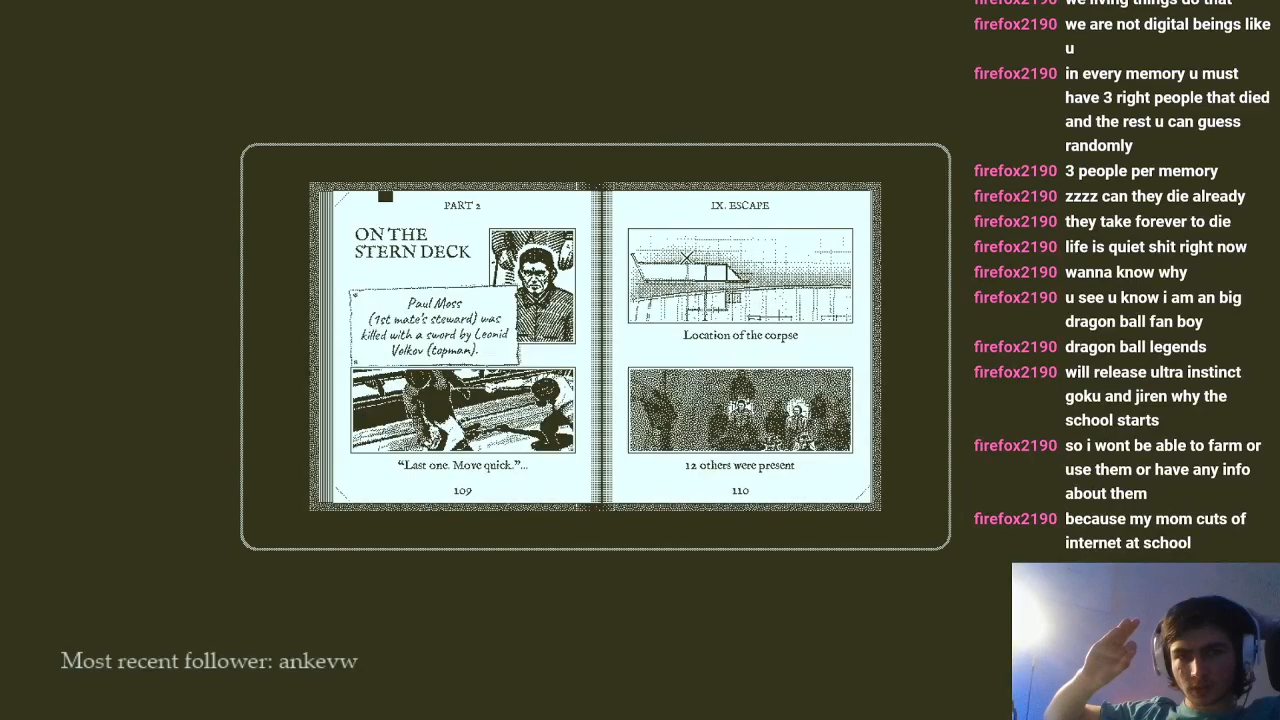 PART 2
ON THE
STERN DECK
Paul Moss
(1st mate's steward) was
killed with a sword by Leonid
Volkov (topman).
"Last one. Move quick."...
109
IX. ESCAPE
Location of the corpse
12 others were present
110
Most recent follower: ankevw
firefox2190 we living things do that
firefox2190 we are not digital beings like
u
firefox2190 in every memory u must
have 3 right people that died
and the rest u can guess
randomly
firefox2190 3 people per memory
firefox2190 zzzz can they die already
firefox2190 they take forever to die
firefox2190 life is quiet shit right now
firefox2190 wanna know why
firefox2190 u see u know i am an big
dragon ball fan boy
firefox2190 dragon ball legends
firefox2190 will release ultra instinct
goku and jiren why the
school starts
firefox2190 so i wont be able to farm or
use them or have any info
about them
firefox2190 because my mom cuts of
internet at school